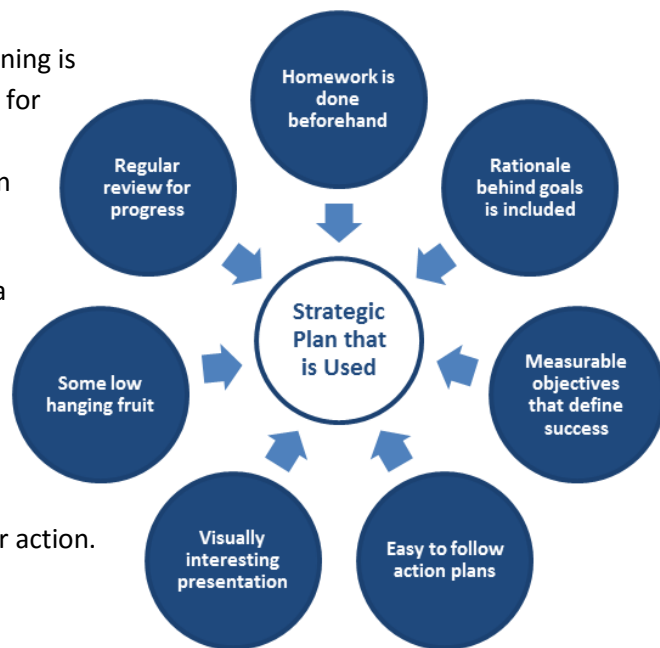 ning is
for
n
a
r action.
Homework is
done
beforehand
Rationale
behind goals
is included
Measurable
objectives
that define
success
Easy to follow
action plans
Visually
interesting
presentation
Some low
hanging fruit
Regular
review for
progress
Strategic
Plan that
is Used